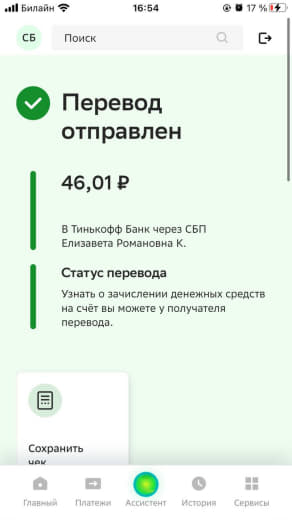 Билайн 16:54 17 %
СБ Поиск
Перевод
отправлен
46,01 ₽
В Тинькофф Банк через СБП
Елизавета Романовна К.
Статус перевода
Узнать о зачислении денежных средств
на счёт вы можете у получателя
перевода.
Сохранить
чек
Главный Платежи Ассистент История Сервисы